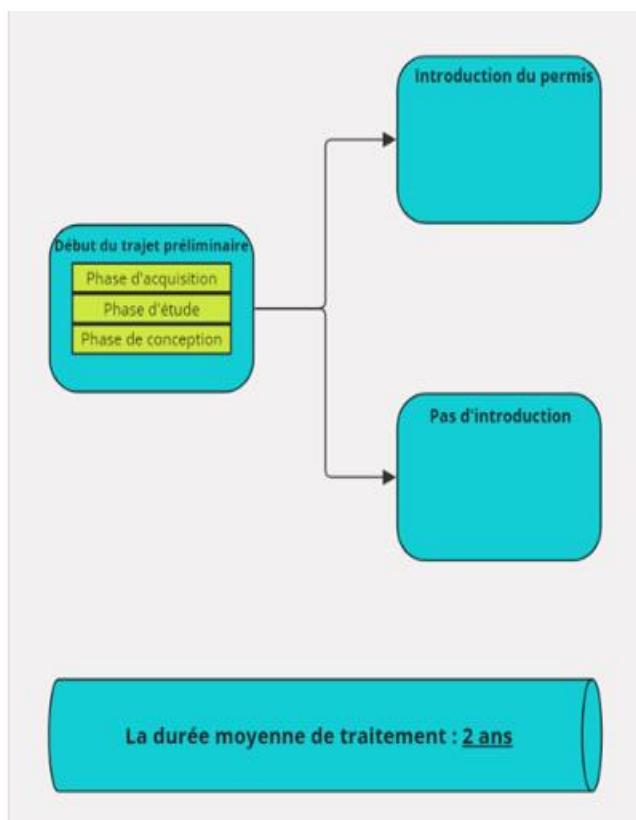 Introduction du permis
Début du trajet préliminaire
Phase d'acquisition
Phase d'étude
Phase de conception
Pas d'introduction
La durée moyenne de traitement : 2 ans